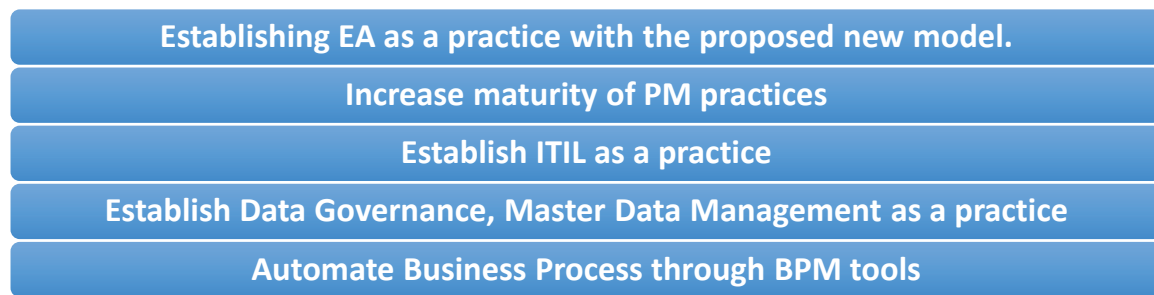 Establishing EA as a practice with the proposed new model.
Increase maturity of PM practices
Establish ITIL as a practice
Establish Data Governance, Master Data Management as a practice
Automate Business Process through BPM tools